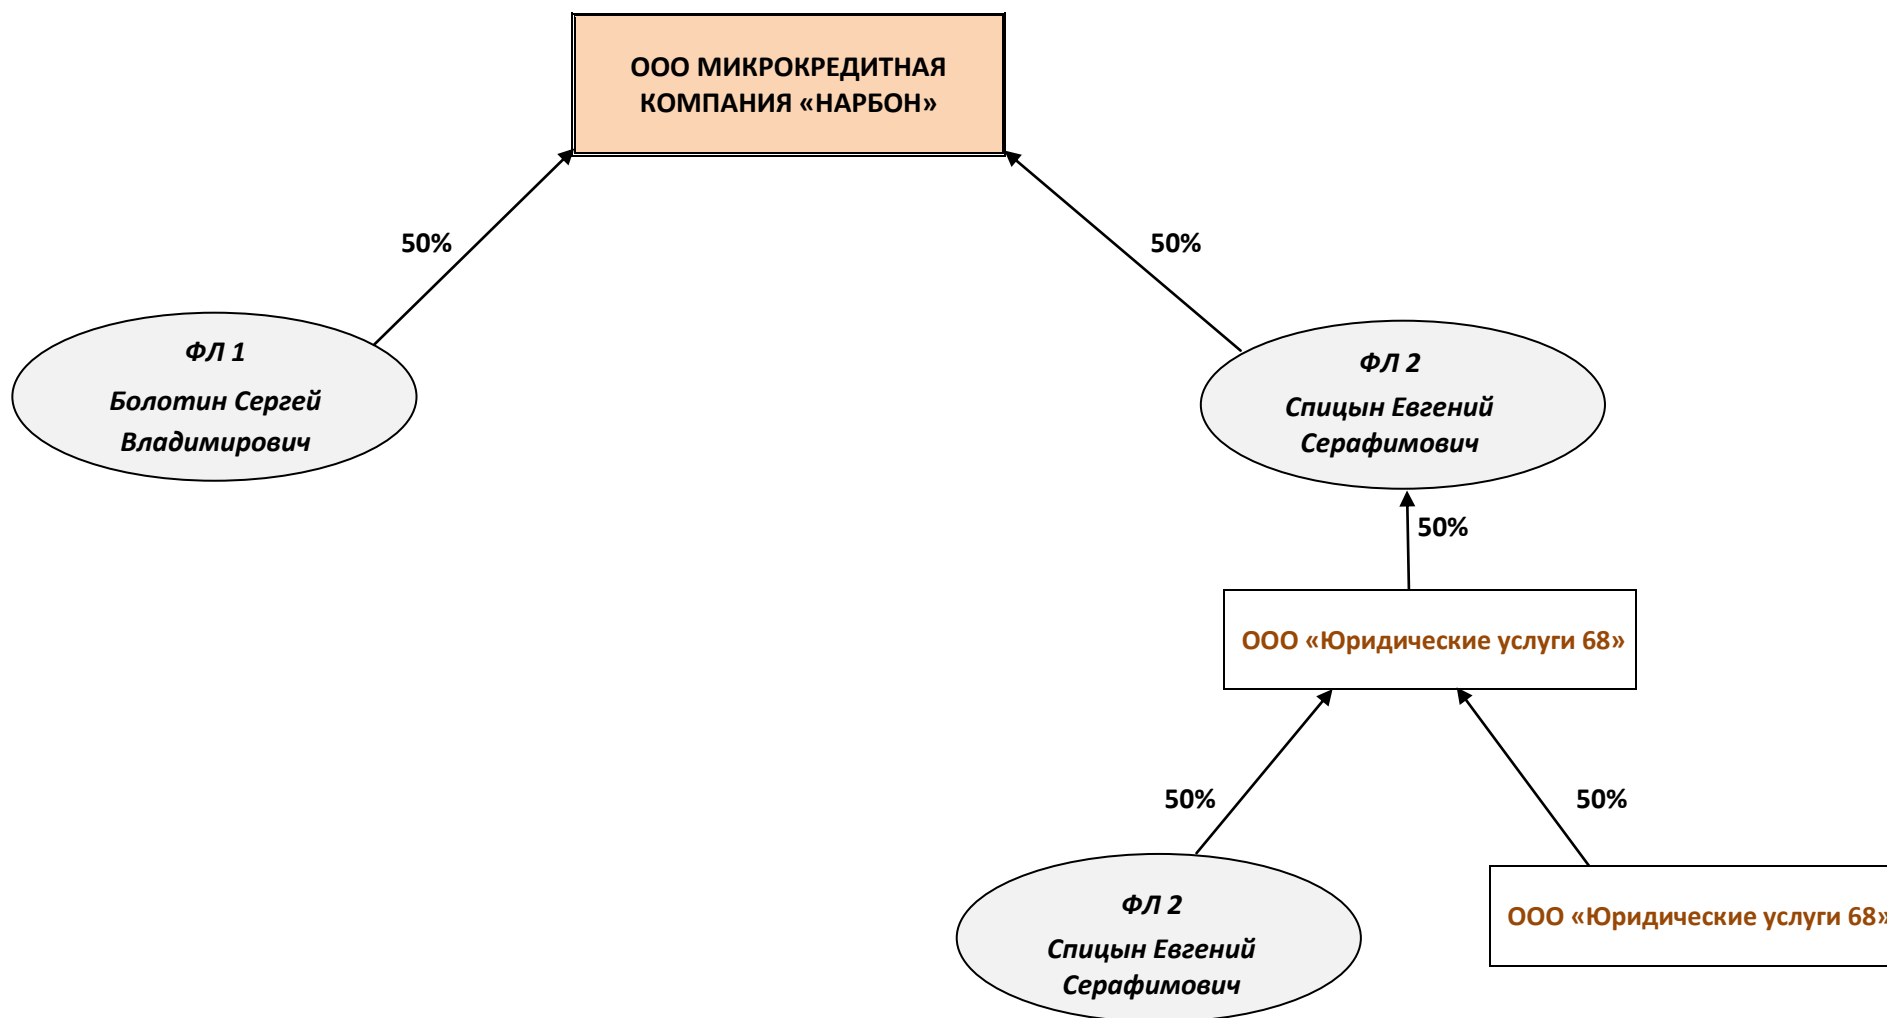 ООО МИКРОКРЕДИТНАЯ
КОМПАНИЯ «НАРБОН»
50%
50%
ФЛ 1
Болотин Сергей
Владимирович
ФЛ 2
Спицын Евгений
Серафимович
50%
ООО «Юридические услуги 68»
50%
50%
ФЛ 2
Спицын Евгений
Серафимович
ООО «Юридические услуги 68»